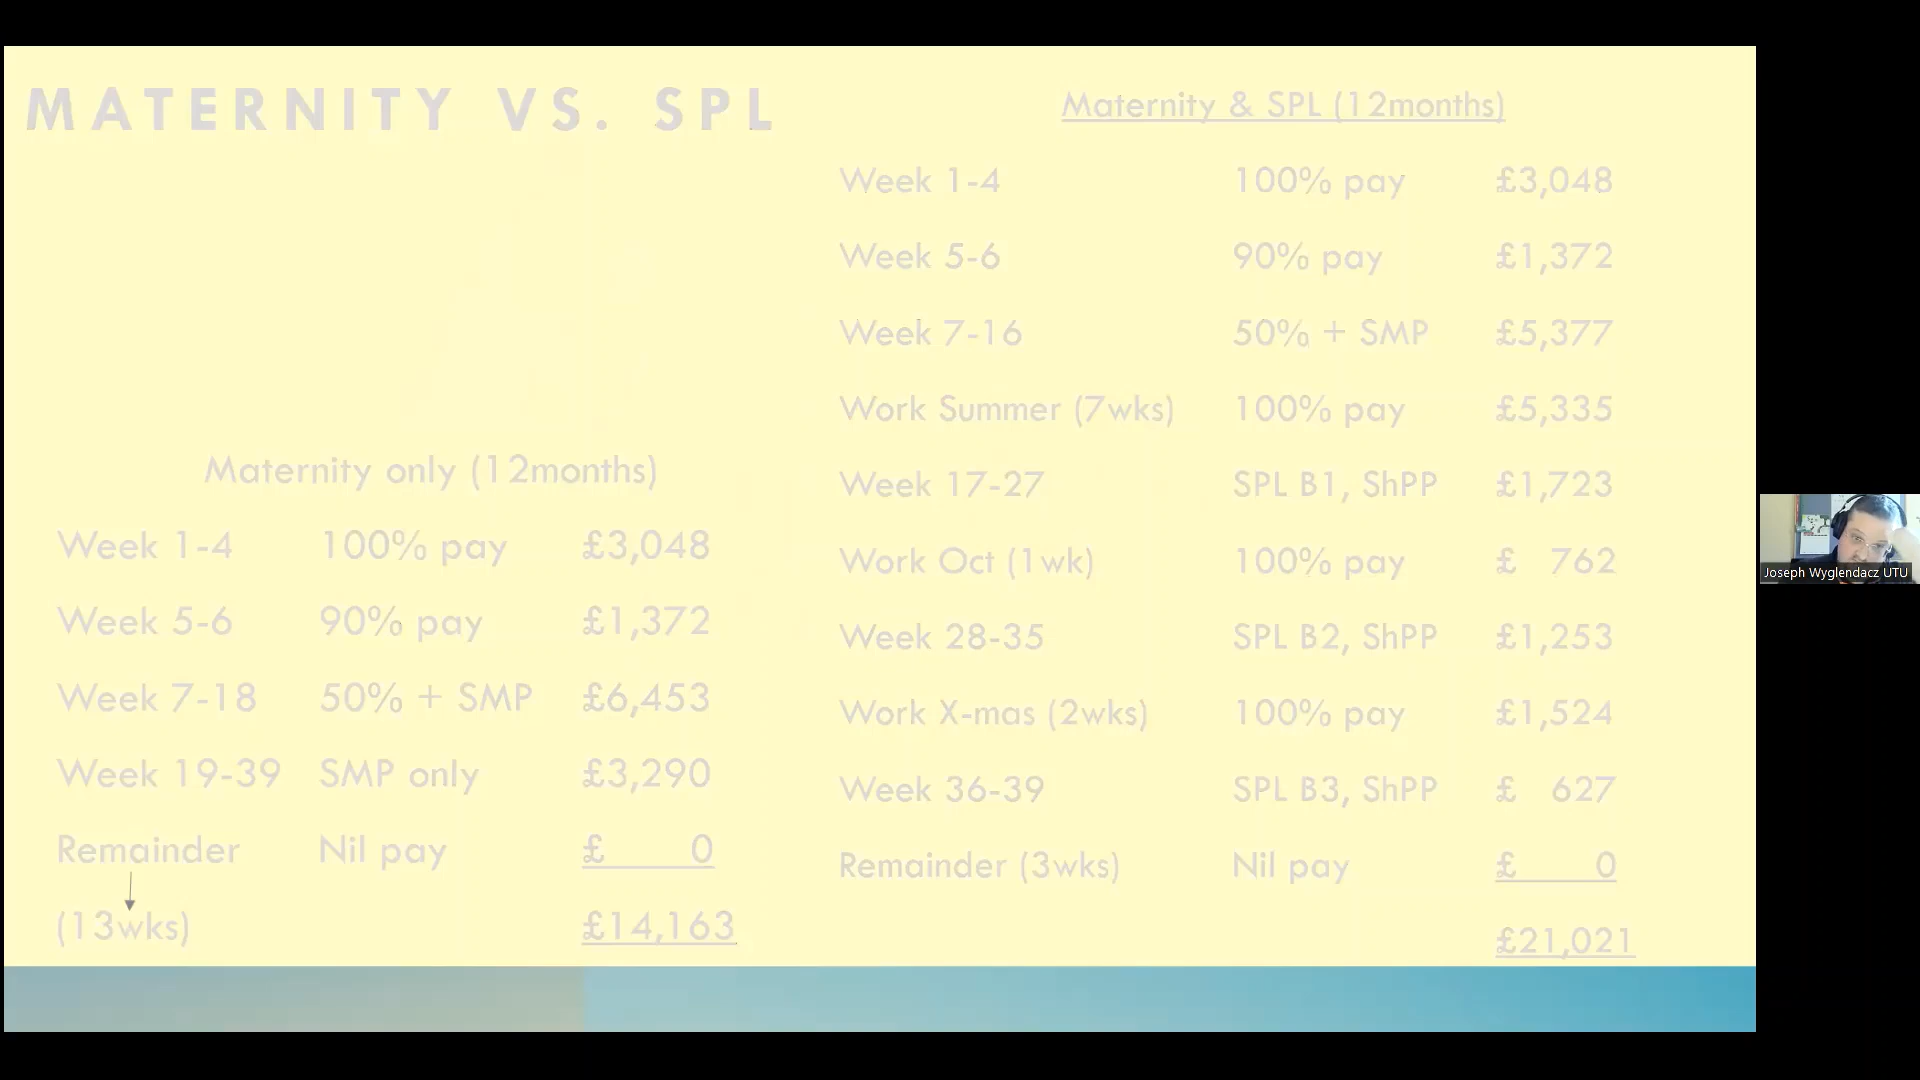 MATERNITY VS. SPL
Maternity only (12months)
Week 1-4 100% pay £3,048
Week 5-6 90% pay £1,372
Week 7-18 50% + SMP £6,453
Week 19-39 SMP only £3,290
Remainder Nil pay £ 0
(13wks) £14,163
Maternity & SPL (12months)
Week 1-4 100% pay £3,048
Week 5-6 90% pay £1,372
Week 7-16 50% + SMP £5,377
Work Summer (7wks) 100% pay £5,335
Week 17-27 SPL B1, ShPP £1,723
Work Oct (1wk) 100% pay £ 762
Week 28-35 SPL B2, ShPP £1,253
Work X-mas (2wks) 100% pay £1,524
Week 36-39 SPL B3, ShPP £ 627
Remainder (3wks) Nil pay £ 0
£21,021
Joseph Wyglendacz UTU